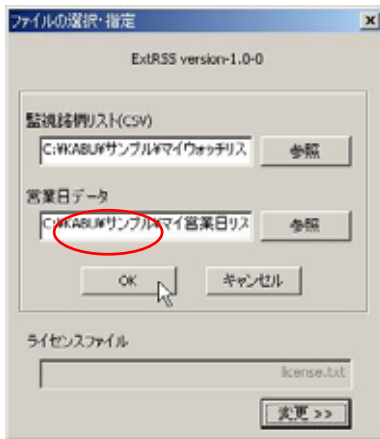 ファイルの選択・指定
ExtRSS version-1.0-0
監視銘柄リスト(CSV)
C:¥KABU¥サンプル¥マイウォッチリス
参照
営業日データ
C:¥KABU¥サンプル¥マイ営業日リス
参照
OK
キャンセル
ライセンスファイル
license.txt
変更 >>